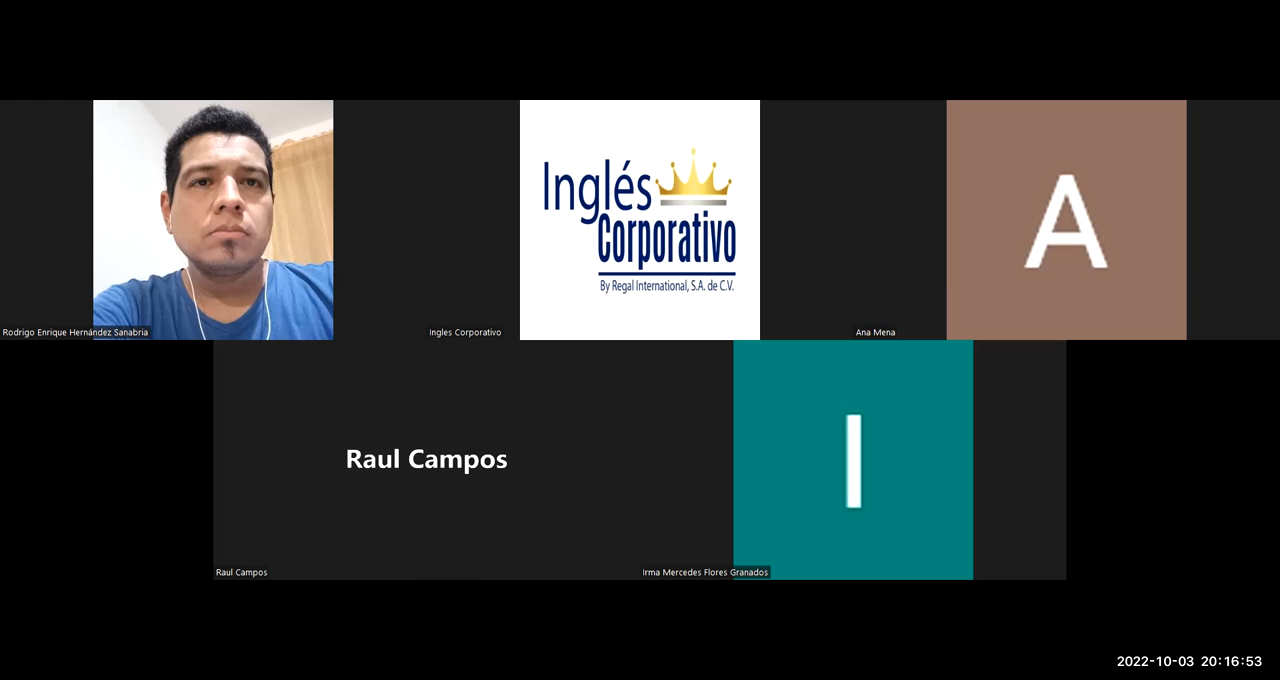 Inglés
Corporativo
By Regal International, S.A. de C.V.
A
Rodrigo Enrique Hernández Sanabria
Ingles Corporativo
Ana Mena
Raul Campos
I
Raul Campos
Irma Mercedes Flores Granados
2022-10-03 20:16:53